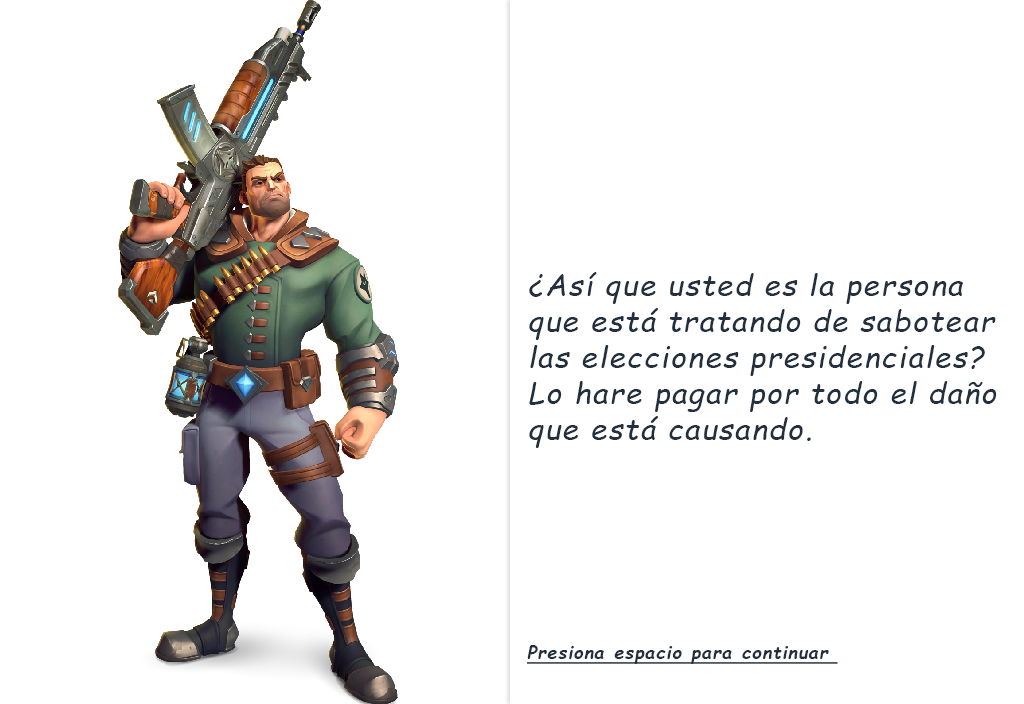 ¿Así que usted es la persona
que está tratando de sabotear
las elecciones presidenciales?
Lo hare pagar por todo el daño
que está causando.
Presiona espacio para continuar